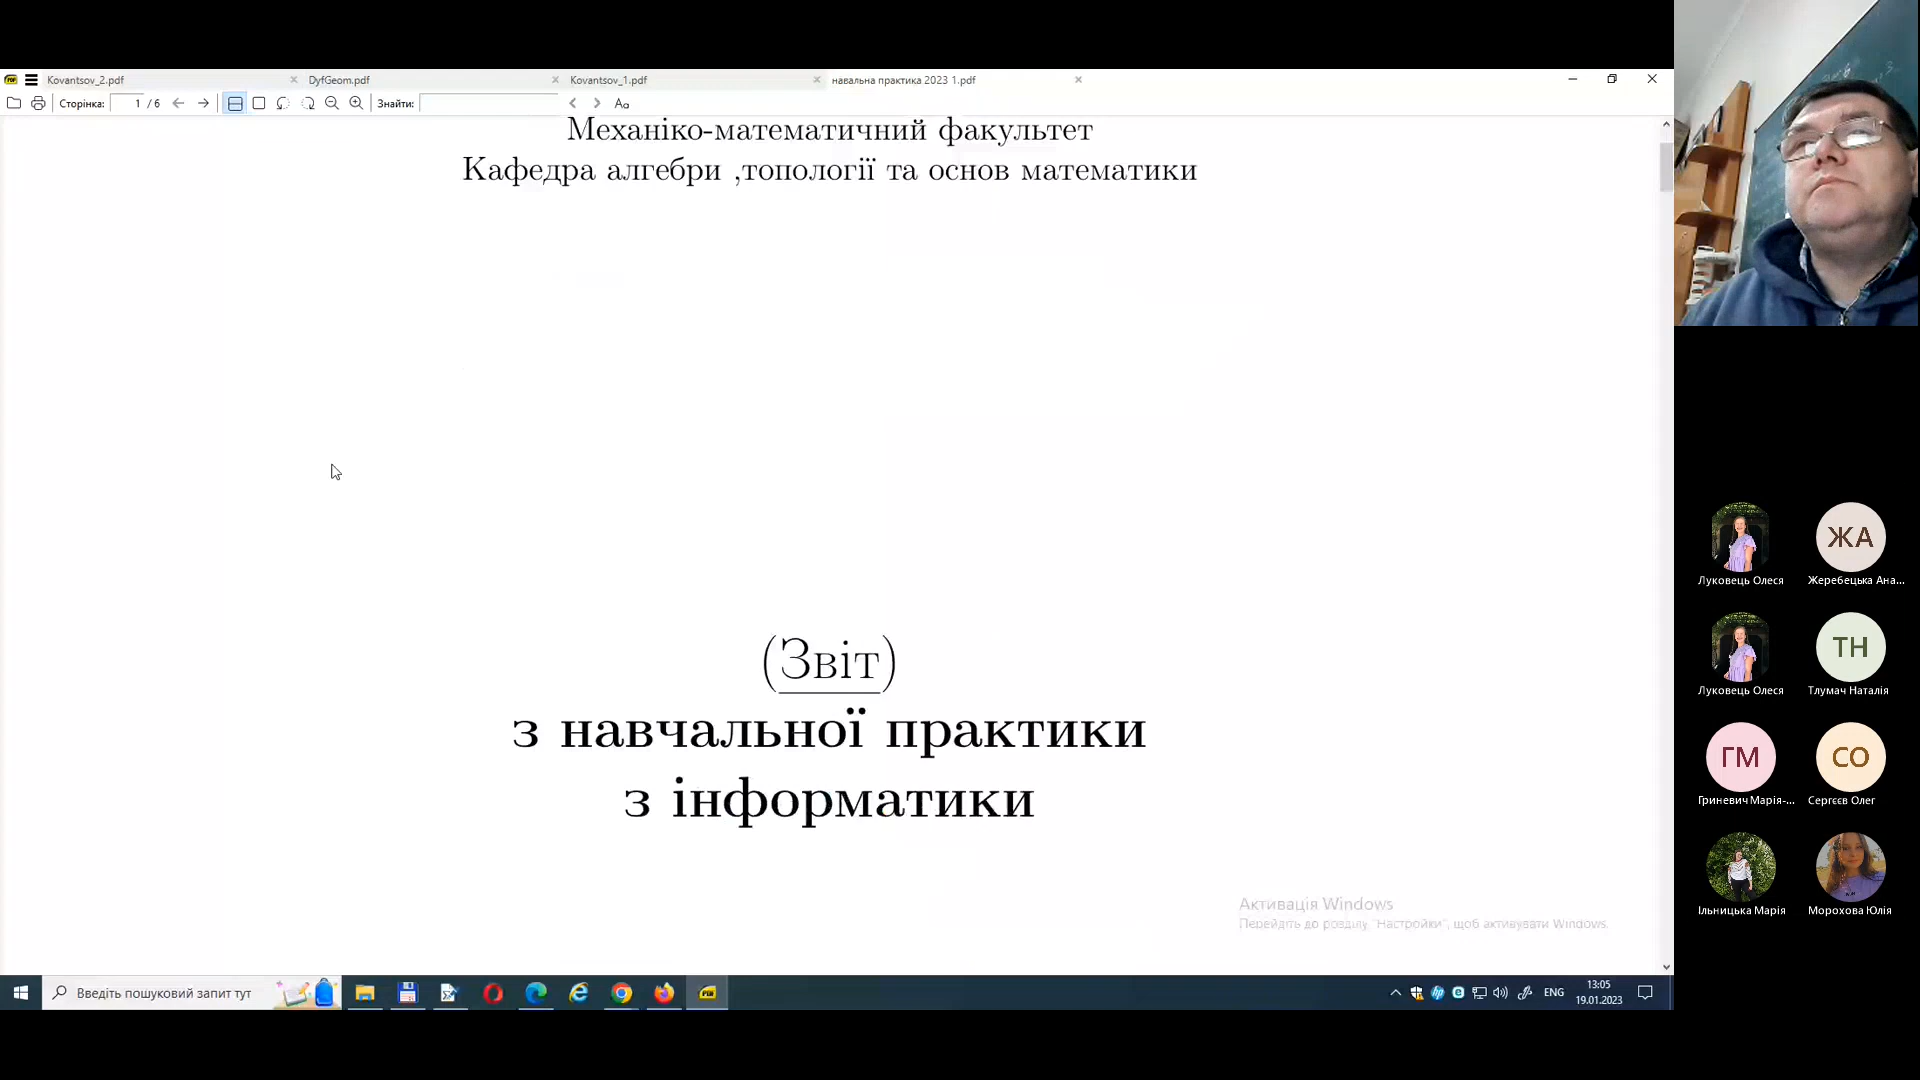 Kovantsov_2.pdf
DyfGeom.pdf
Kovantsov_1.pdf
навальна практика 2023 1.pdf
Сторінка: 1 / 6
Знайти:
Аа
Механіко-математичний факультет
Кафедра алгебри ,топології та основ математики
(Звіт)
з навчальної практики
з інформатики
Активація Windows
Перейдіть до розділу "Настройки", щоб активувати Windows.
Введіть пошуковий запит тут
ENG
13:05
19.01.2023
Луковець Олеся
ЖА
Жеребецька Ана...
Луковець Олеся
ТН
Тлумач Наталія
ГМ
Гриневич Марія-...
СО
Сергєєв Олег
Ільницька Марія
Морохова Юлія